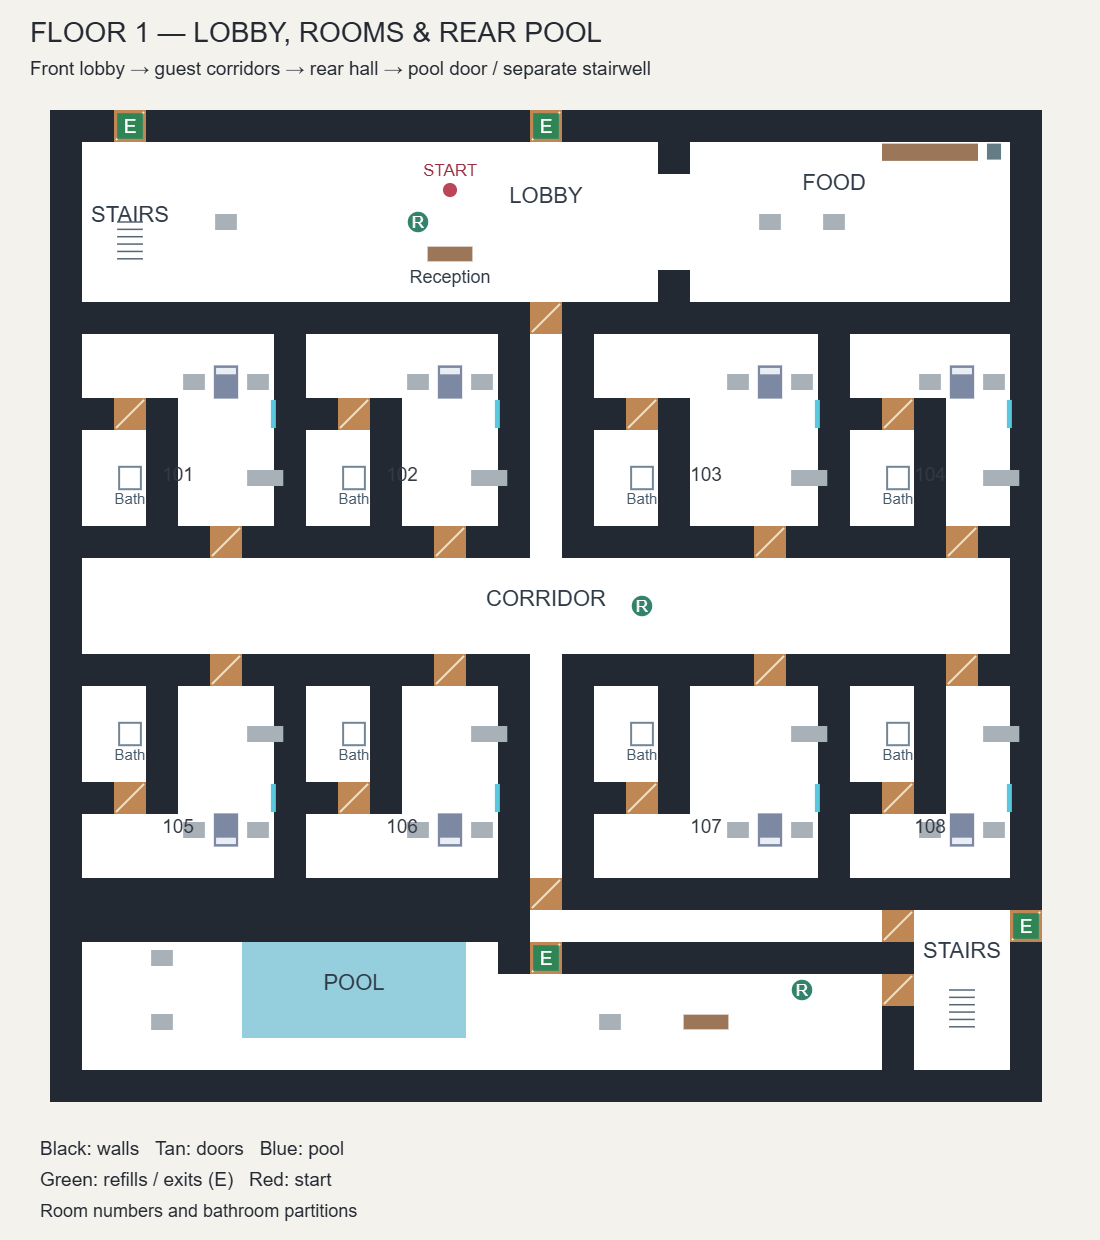 FLOOR 1 — LOBBY, ROOMS & REAR POOL
Front lobby → guest corridors → rear hall → pool door / separate stairwell
E
E
START
LOBBY
FOOD
STAIRS
R
Reception
101
102
103
104
Bath
Bath
Bath
Bath
CORRIDOR
R
Bath
Bath
Bath
Bath
105
106
107
108
E
STAIRS
E
POOL
R
Black: walls Tan: doors Blue: pool
Green: refills / exits (E) Red: start
Room numbers and bathroom partitions